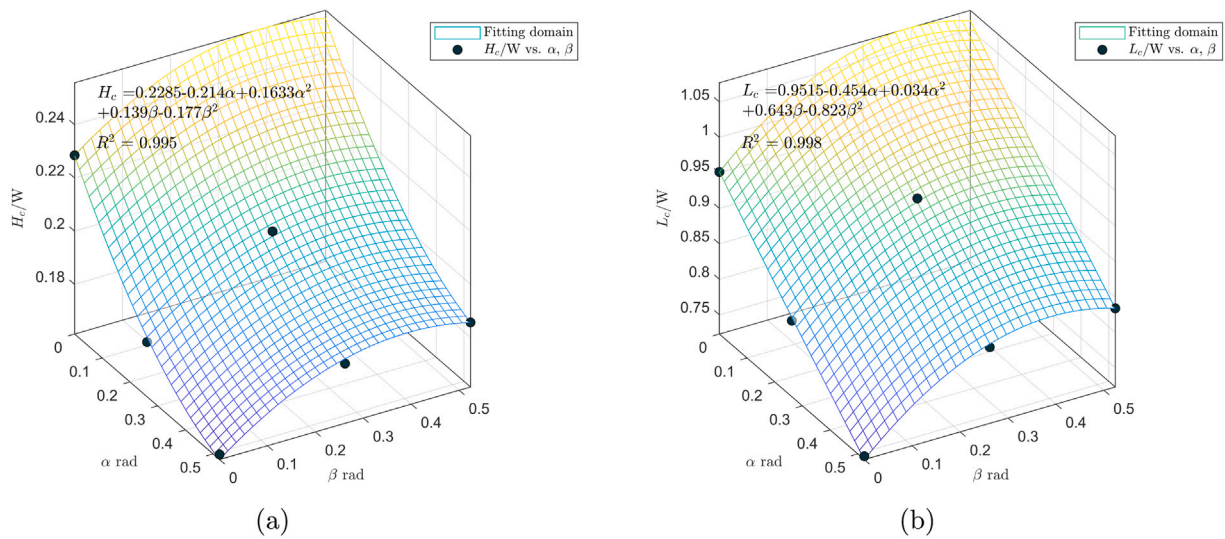 Fitting domain
H_c/W vs. α, β
H_c =0.2285-0.214α+0.1633α²
+0.139β-0.177β²
R² = 0.995
0.24
0.22
0.2
0.18
H_c/W
0
0.1
0.2
0.3
0.4
0.5
α rad
0
0.1
0.2
0.3
0.4
0.5
β rad
(a)
Fitting domain
L_c/W vs. α, β
L_c =0.9515-0.454α+0.034α²
+0.643β-0.823β²
R² = 0.998
1.05
1
0.95
0.9
0.85
0.8
0.75
L_c/W
0
0.1
0.2
0.3
0.4
0.5
α rad
0
0.1
0.2
0.3
0.4
0.5
β rad
(b)